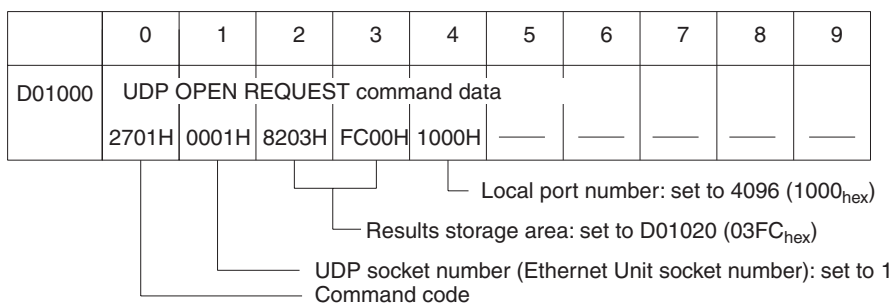 0 1 2 3 4 5 6 7 8 9
D01000 UDP OPEN REQUEST command data
2701H 0001H 8203H FC00H 1000H —— —— —— —— ——
Local port number: set to 4096 (1000hex)
Results storage area: set to D01020 (03FChex)
UDP socket number (Ethernet Unit socket number): set to 1
Command code